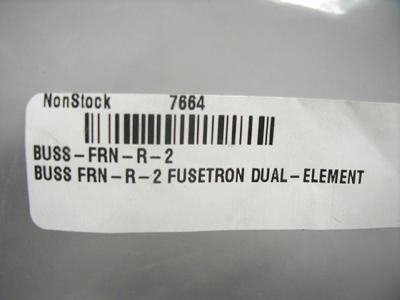 NonStock 7664
BUSS-FRN-R-2
BUSS FRN-R-2 FUSETRON DUAL-ELEMENT